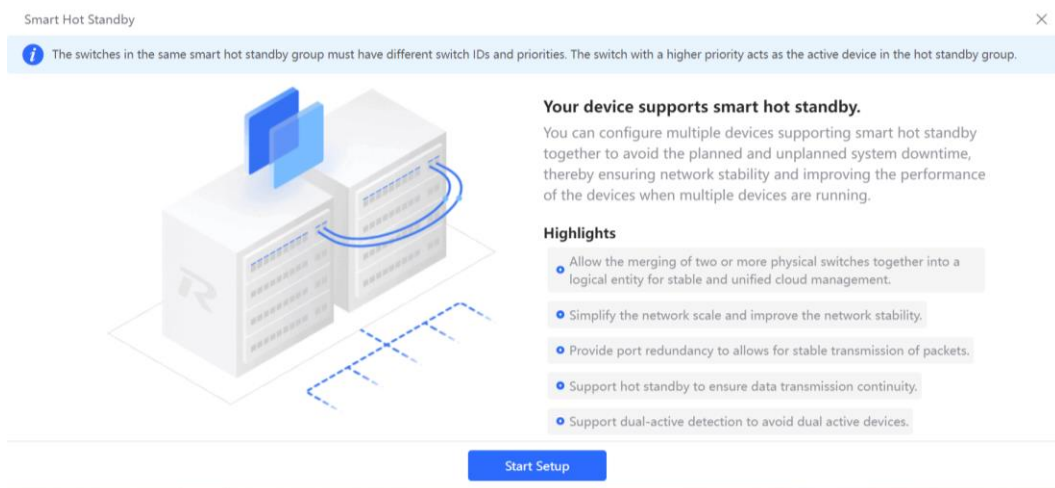 Smart Hot Standby
The switches in the same smart hot standby group must have different switch IDs and priorities. The switch with a higher priority acts as the active device in the hot standby group.
Your device supports smart hot standby.
You can configure multiple devices supporting smart hot standby
together to avoid the planned and unplanned system downtime,
thereby ensuring network stability and improving the performance
of the devices when multiple devices are running.
Highlights
Allow the merging of two or more physical switches together into a
logical entity for stable and unified cloud management.
Simplify the network scale and improve the network stability.
Provide port redundancy to allows for stable transmission of packets.
Support hot standby to ensure data transmission continuity.
Support dual-active detection to avoid dual active devices.
Start Setup